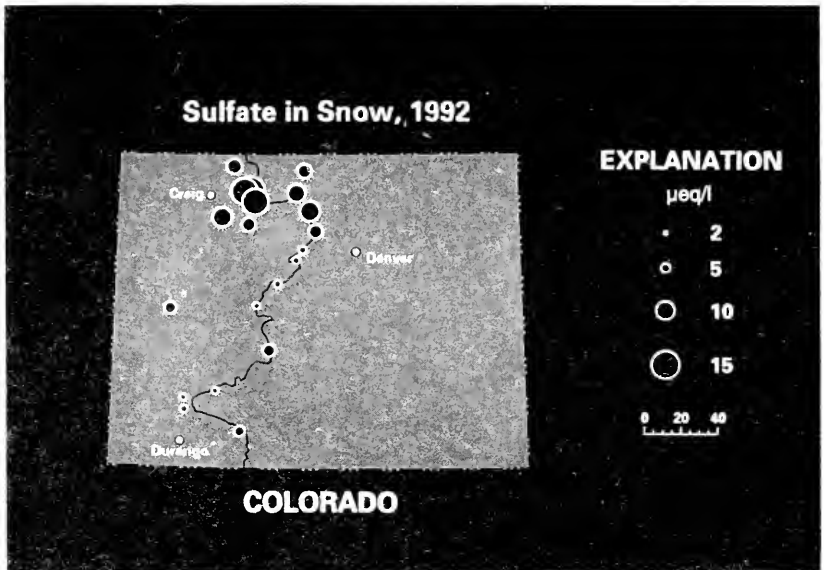 Sulfate in Snow, 1992
EXPLANATION
µeq/l
2
5
10
15
0 20 40
Craig
Denver
Durango
COLORADO